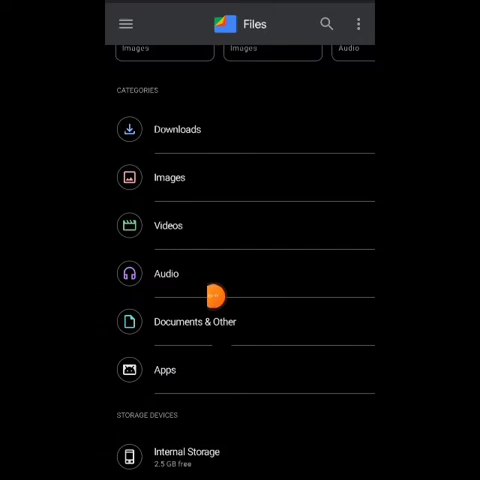 Files
Images
Images
Audio
CATEGORIES
Downloads
Images
Videos
Audio
Documents & Other
Apps
STORAGE DEVICES
Internal Storage
2.5 GB free